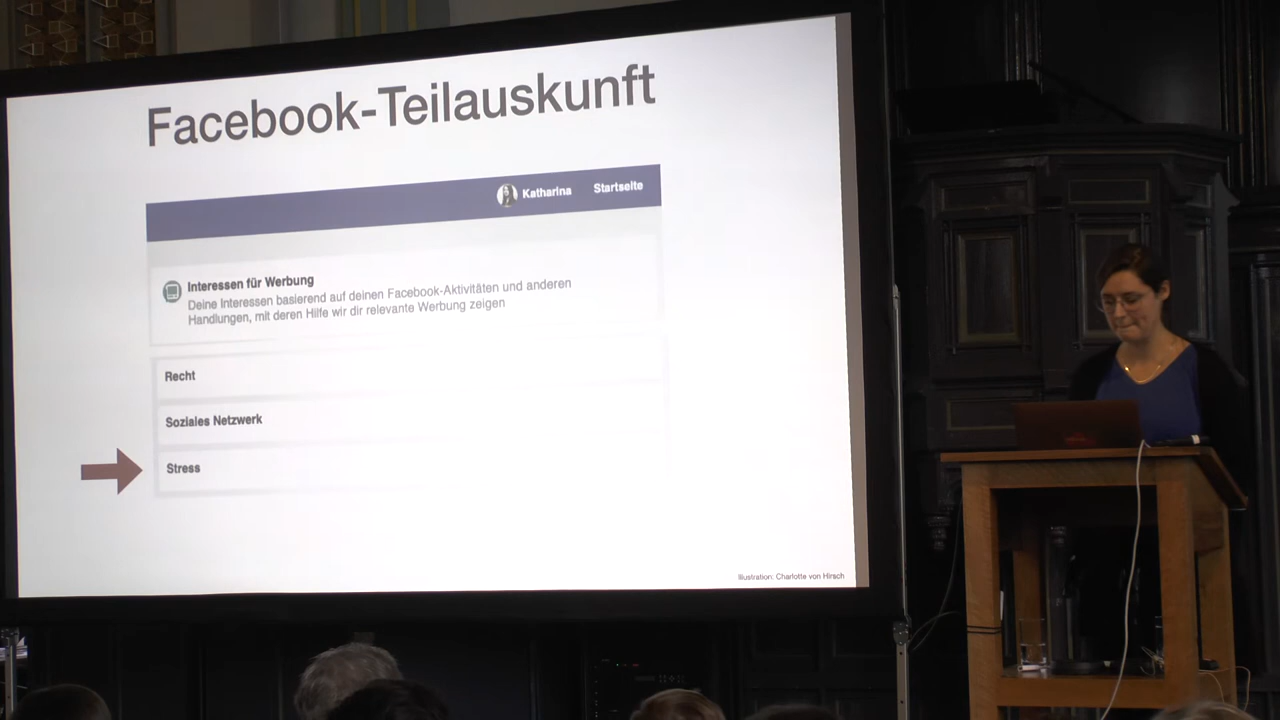 Facebook-Teilauskunft
Katharina Startseite
Interessen für Werbung
Deine Interessen basierend auf deinen Facebook-Aktivitäten und anderen
Handlungen, mit deren Hilfe wir dir relevante Werbung zeigen
Recht
Soziales Netzwerk
Stress
Illustration: Charlotte von Hirsch